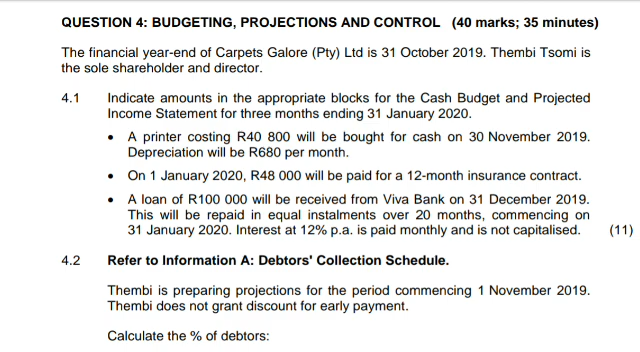 QUESTION 4: BUDGETING, PROJECTIONS AND CONTROL (40 marks; 35 minutes)
The financial year-end of Carpets Galore (Pty) Ltd is 31 October 2019. Thembi Tsomi is
the sole shareholder and director.
4.1 Indicate amounts in the appropriate blocks for the Cash Budget and Projected
Income Statement for three months ending 31 January 2020.
• A printer costing R40 800 will be bought for cash on 30 November 2019.
Depreciation will be R680 per month.
• On 1 January 2020, R48 000 will be paid for a 12-month insurance contract.
• A loan of R100 000 will be received from Viva Bank on 31 December 2019.
This will be repaid in equal instalments over 20 months, commencing on
31 January 2020. Interest at 12% p.a. is paid monthly and is not capitalised. (11)
4.2 Refer to Information A: Debtors' Collection Schedule.
Thembi is preparing projections for the period commencing 1 November 2019.
Thembi does not grant discount for early payment.
Calculate the % of debtors: